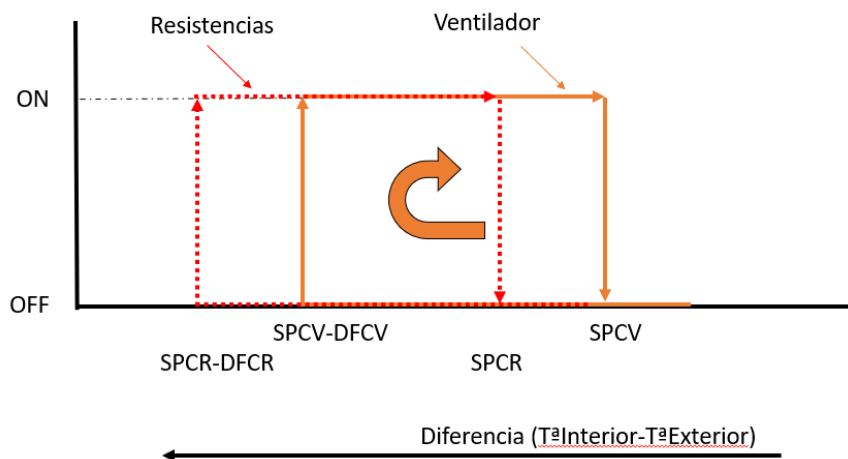 Resistencias
Ventilador
ON
OFF
SPCV-DFCV
SPCV
SPCR-DFCR
SPCR
Diferencia (TªInterior-TªExterior)